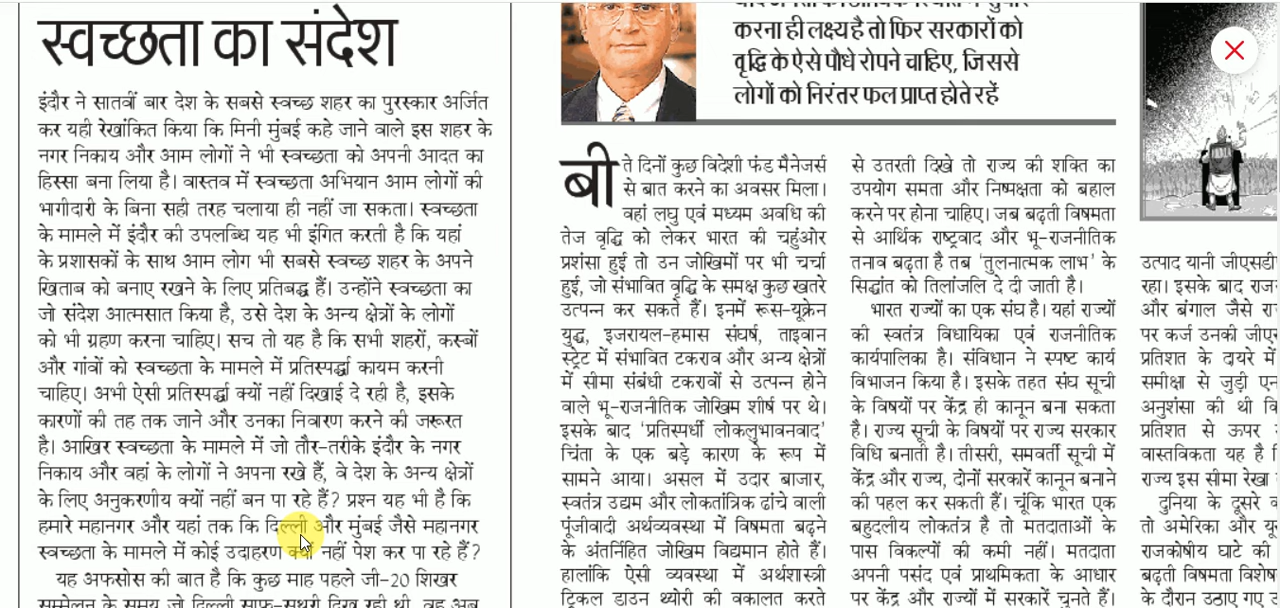 स्वच्छता का संदेश
इंदौर ने सातवीं बार देश के सबसे स्वच्छ शहर का पुरस्कार अर्जित
कर यही रेखांकित किया कि मिनी मुंबई कहे जाने वाले इस शहर के
नगर निकाय और आम लोगों ने भी स्वच्छता को अपनी आदत का
हिस्सा बना लिया है। वास्तव में स्वच्छता अभियान आम लोगों की
भागीदारी के बिना सही तरह चलाया ही नहीं जा सकता। स्वच्छता
के मामले में इंदौर की उपलब्धि यह भी इंगित करती है कि यहां
के प्रशासकों के साथ आम लोग भी सबसे स्वच्छ शहर के अपने
खिताब को बनाए रखने के लिए प्रतिबद्ध हैं। उन्होंने स्वच्छता का
जो संदेश आत्मसात किया है, उसे देश के अन्य क्षेत्रों के लोगों
को भी ग्रहण करना चाहिए। सच तो यह है कि सभी शहरों, कस्बों
और गांवों को स्वच्छता के मामले में प्रतिस्पर्द्धा कायम करनी
चाहिए। अभी ऐसी प्रतिस्पर्द्धा क्यों नहीं दिखाई दे रही है, इसके
कारणों की तह तक जाने और उनका निवारण करने की जरूरत
है। आखिर स्वच्छता के मामले में जो तौर-तरीके इंदौर के नगर
निकाय और वहां के लोगों ने अपना रखे हैं, वे देश के अन्य क्षेत्रों
के लिए अनुकरणीय क्यों नहीं बन पा रहे हैं? प्रश्न यह भी है कि
हमारे महानगर और यहां तक कि दिल्ली और मुंबई जैसे महानगर
स्वच्छता के मामले में कोई उदाहरण क्यों नहीं पेश कर पा रहे हैं?
यह अफसोस की बात है कि कुछ माह पहले जी-20 शिखर
सम्मेलन के समय जो दिल्ली साफ-सुथरी दिख रही थी, वह अब
करना ही लक्ष्य है तो फिर सरकारों को
वृद्धि के ऐसे पौधे रोपने चाहिए, जिससे
लोगों को निरंतर फल प्राप्त होते रहें
बीते दिनों कुछ विदेशी फंड मैनेजर्स
से बात करने का अवसर मिला।
वहां लघु एवं मध्यम अवधि की
तेज वृद्धि को लेकर भारत की चहुंओर
प्रशंसा हुई तो उन जोखिमों पर भी चर्चा
हुई, जो संभावित वृद्धि के समक्ष कुछ खतरे
उत्पन्न कर सकते हैं। इनमें रूस-यूक्रेन
युद्ध, इजरायल-हमास संघर्ष, ताइवान
स्ट्रेट में संभावित टकराव और अन्य क्षेत्रों
में सीमा संबंधी टकरावों से उत्पन्न होने
वाले भू-राजनीतिक जोखिम शीर्ष पर थे।
इसके बाद 'प्रतिस्पर्धी लोकलुभावनवाद'
चिंता के एक बड़े कारण के रूप में
सामने आया। असल में उदार बाजार,
स्वतंत्र उद्यम और लोकतांत्रिक ढांचे वाली
पूंजीवादी अर्थव्यवस्था में विषमता बढ़ने
के अंतर्निहित जोखिम विद्यमान होते हैं।
हालांकि ऐसी व्यवस्था में अर्थशास्त्री
ट्रिकल डाउन थ्योरी की वकालत करते
से उतरती दिखे तो राज्य की शक्ति का
उपयोग समता और निष्पक्षता को बहाल
करने पर होना चाहिए। जब बढ़ती विषमता
से आर्थिक राष्ट्रवाद और भू-राजनीतिक
तनाव बढ़ता है तब 'तुलनात्मक लाभ' के
सिद्धांत को तिलांजलि दे दी जाती है।
भारत राज्यों का एक संघ है। यहां राज्यों
की स्वतंत्र विधायिका एवं राजनीतिक
कार्यपालिका है। संविधान ने स्पष्ट कार्य
विभाजन किया है। इसके तहत संघ सूची
के विषयों पर केंद्र ही कानून बना सकता
है। राज्य सूची के विषयों पर राज्य सरकार
विधि बनाती है। तीसरी, समवर्ती सूची में
केंद्र और राज्य, दोनों सरकारें कानून बनाने
की पहल कर सकती हैं। चूंकि भारत एक
बहुदलीय लोकतंत्र है तो मतदाताओं के
पास विकल्पों की कमी नहीं। मतदाता
अपनी पसंद एवं प्राथमिकता के आधार
पर केंद्र और राज्यों में सरकारें चुनते हैं।
उत्पाद यानी जीएसडी
रहा। इसके बाद राज
और बंगाल जैसे रा
पर कर्ज उनकी जीए
प्रतिशत के दायरे में
समीक्षा से जुड़ी एन
अनुशंसा की थी वि
प्रतिशत से ऊपर
वास्तविकता यह है
राज्य इस सीमा रेखा
दुनिया के दूसरे
तो अमेरिका और यू
राजकोषीय घाटे को
बढ़ती विषमता विशेष
के दौरान उठाए गए